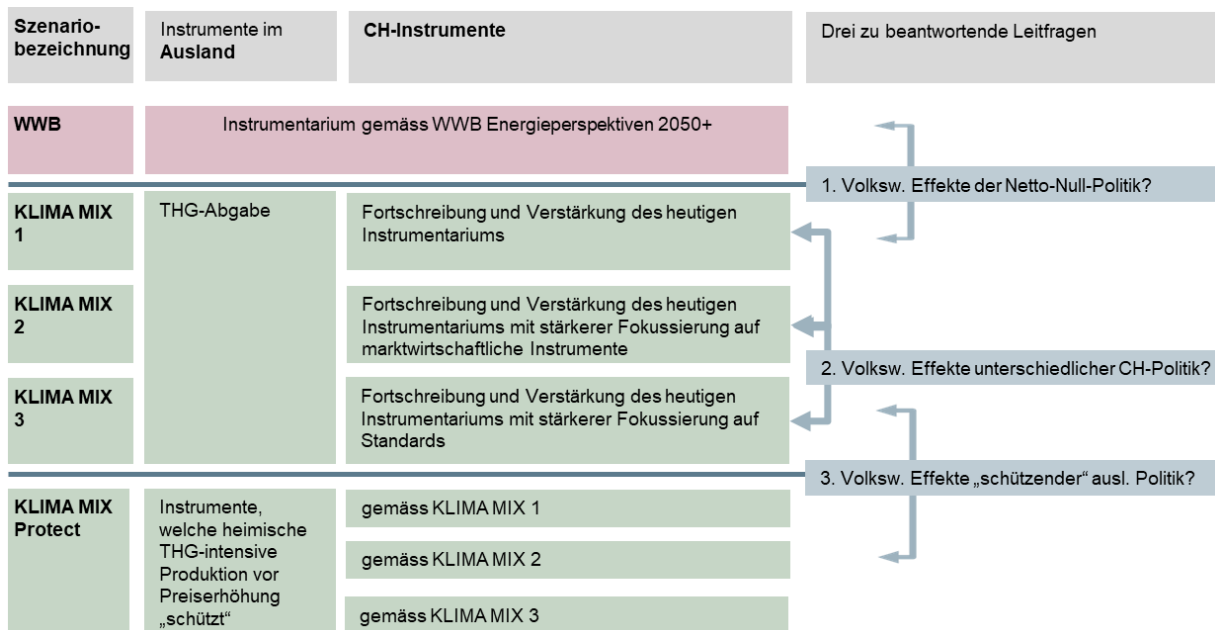 Szenario-
bezeichnung
Instrumente im
Ausland
CH-Instrumente
Drei zu beantwortende Leitfragen
WWB
Instrumentarium gemäss WWB Energieperspektiven 2050+
1. Volksw. Effekte der Netto-Null-Politik?
KLIMA MIX
1
THG-Abgabe
Fortschreibung und Verstärkung des heutigen
Instrumentariums
KLIMA MIX
2
Fortschreibung und Verstärkung des heutigen
Instrumentariums mit stärkerer Fokussierung auf
marktwirtschaftliche Instrumente
2. Volksw. Effekte unterschiedlicher CH-Politik?
KLIMA MIX
3
Fortschreibung und Verstärkung des heutigen
Instrumentariums mit stärkerer Fokussierung auf
Standards
3. Volksw. Effekte „schützender“ ausl. Politik?
KLIMA MIX
Protect
Instrumente,
welche heimische
THG-intensive
Produktion vor
Preiserhöhung
„schützt“
gemäss KLIMA MIX 1
gemäss KLIMA MIX 2
gemäss KLIMA MIX 3